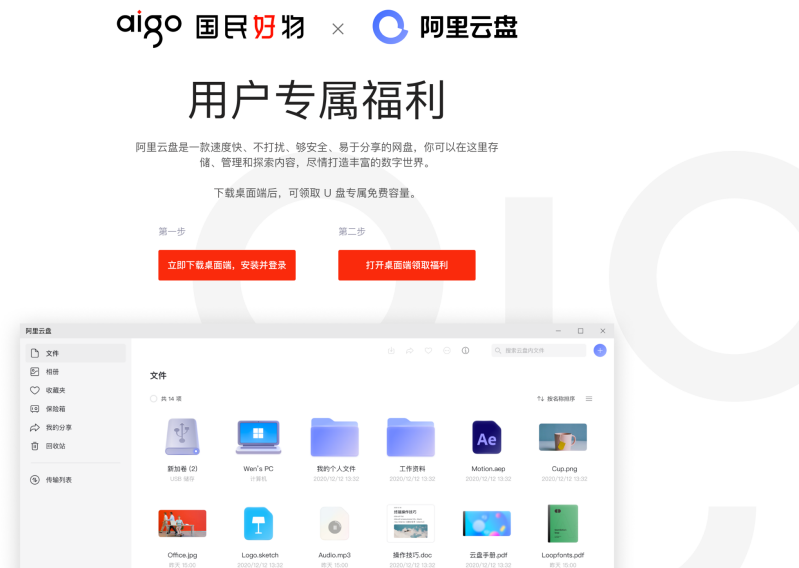 aigo 国民好物 × 阿里云盘
用户专属福利
阿里云盘是一款速度快、不打扰、够安全、易于分享的网盘，你可以在这里存
储、管理和探索内容，尽情打造丰富的数字世界。
下载桌面端后，可领取 U 盘专属免费容量。
第一步 第二步
立即下载桌面端，安装并登录 打开桌面端领取福利
阿里云盘
文件
相册
收藏夹
保险箱
我的分享
回收站
传输列表
搜索云盘内文件
文件
共 14 项 按名称排序
新加卷 (2) Wen's PC 我的个人文件 工作资料 Motion.aep Cup.png
USB 储存 计算机 2020/12/12 13:32 2020/12/12 13:32 2020/12/12 13:32 2020/12/12 13:32
Ae
Office.jpg Logo.sketch Audio.mp3 操作技巧.doc 云盘手册.pdf Loopfonts.pdf
昨天 15:00 2020/12/12 13:32 昨天 15:00 2020/12/12 13:32 2020/12/12 13:32 昨天 15:00